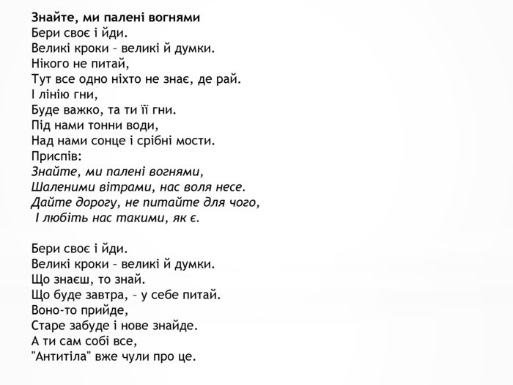 Знайте, ми палені вогнями
Бери своє і йди.
Великі кроки – великі й думки.
Нікого не питай,
Тут все одно ніхто не знає, де рай.
І лінію гни,
Буде важко, та ти її гни.
Під нами тонни води,
Над нами сонце і срібні мости.
Приспів:
Знайте, ми палені вогнями,
Шаленими вітрами, нас воля несе.
Дайте дорогу, не питайте для чого,
І любіть нас такими, як є.
Бери своє і йди.
Великі кроки – великі й думки.
Що знаєш, то знай.
Що буде завтра, – у себе питай.
Воно-то прийде,
Старе забуде і нове знайде.
А ти сам собі все,
"Антитіла" вже чули про це.